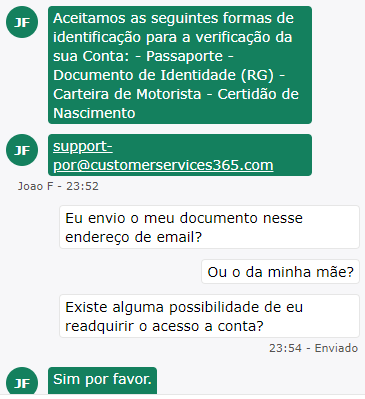 JF
Aceitamos as seguintes formas de
identificação para a verificação da
sua Conta: - Passaporte -
Documento de Identidade (RG) -
Carteira de Motorista - Certidão de
Nascimento
JF
support-
por@customerservices365.com
Joao F - 23:52
Eu envio o meu documento nesse
endereço de email?
Ou o da minha mãe?
Existe alguma possibilidade de eu
readquirir o acesso a conta?
23:54 - Enviado
JF
Sim por favor.